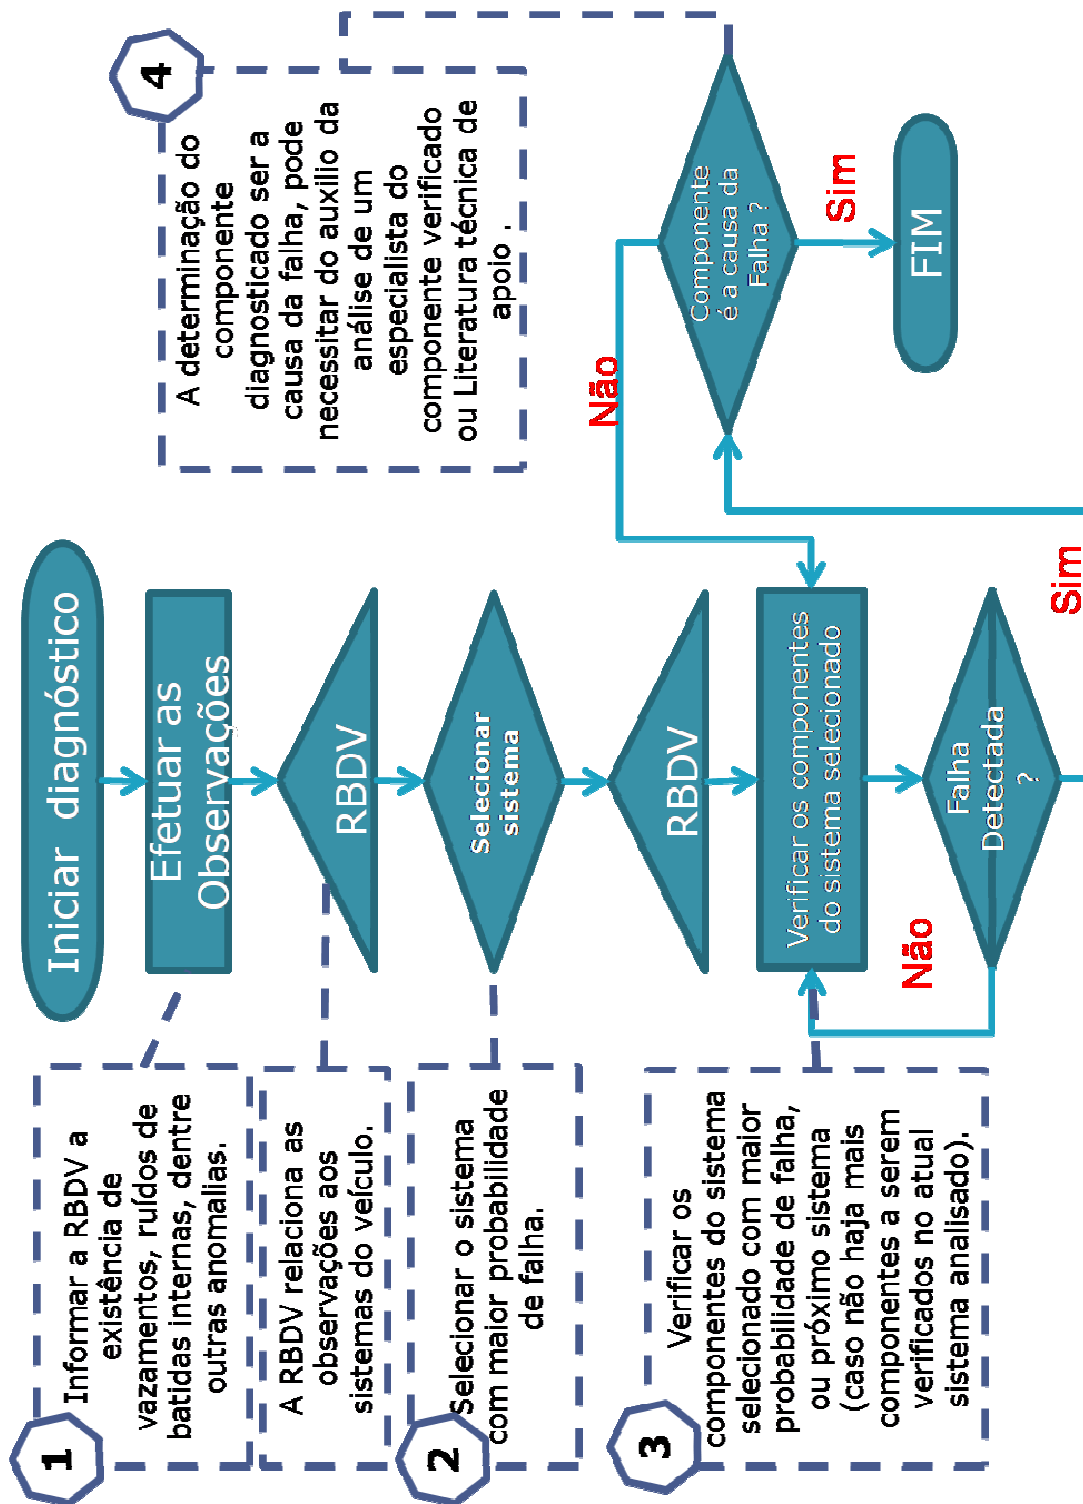 Iniciar diagnóstico
Efetuar as
Observações
RBDV
Selecionar
sistema
RBDV
Verificar os componentes
do sistema selecionado
Falha
Detectada
?
Não
Sim
Componente
é a causa da
Falha ?
Não
Sim
FIM
1
Informar a RBDV a
existência de
vazamentos, ruídos de
batidas internas, dentre
outras anomalias.
A RBDV relaciona as
observações aos
sistemas do veículo.
2
Selecionar o sistema
com maior probabilidade
de falha.
3
Verificar os
componentes do sistema
selecionado com maior
probabilidade de falha,
ou próximo sistema
(caso não haja mais
componentes a serem
verificados no atual
sistema analisado).
4
A determinação do
componente
diagnosticado ser a
causa da falha, pode
necessitar do auxilio da
análise de um
especialista do
componente verificado
ou Literatura técnica de
apoio .